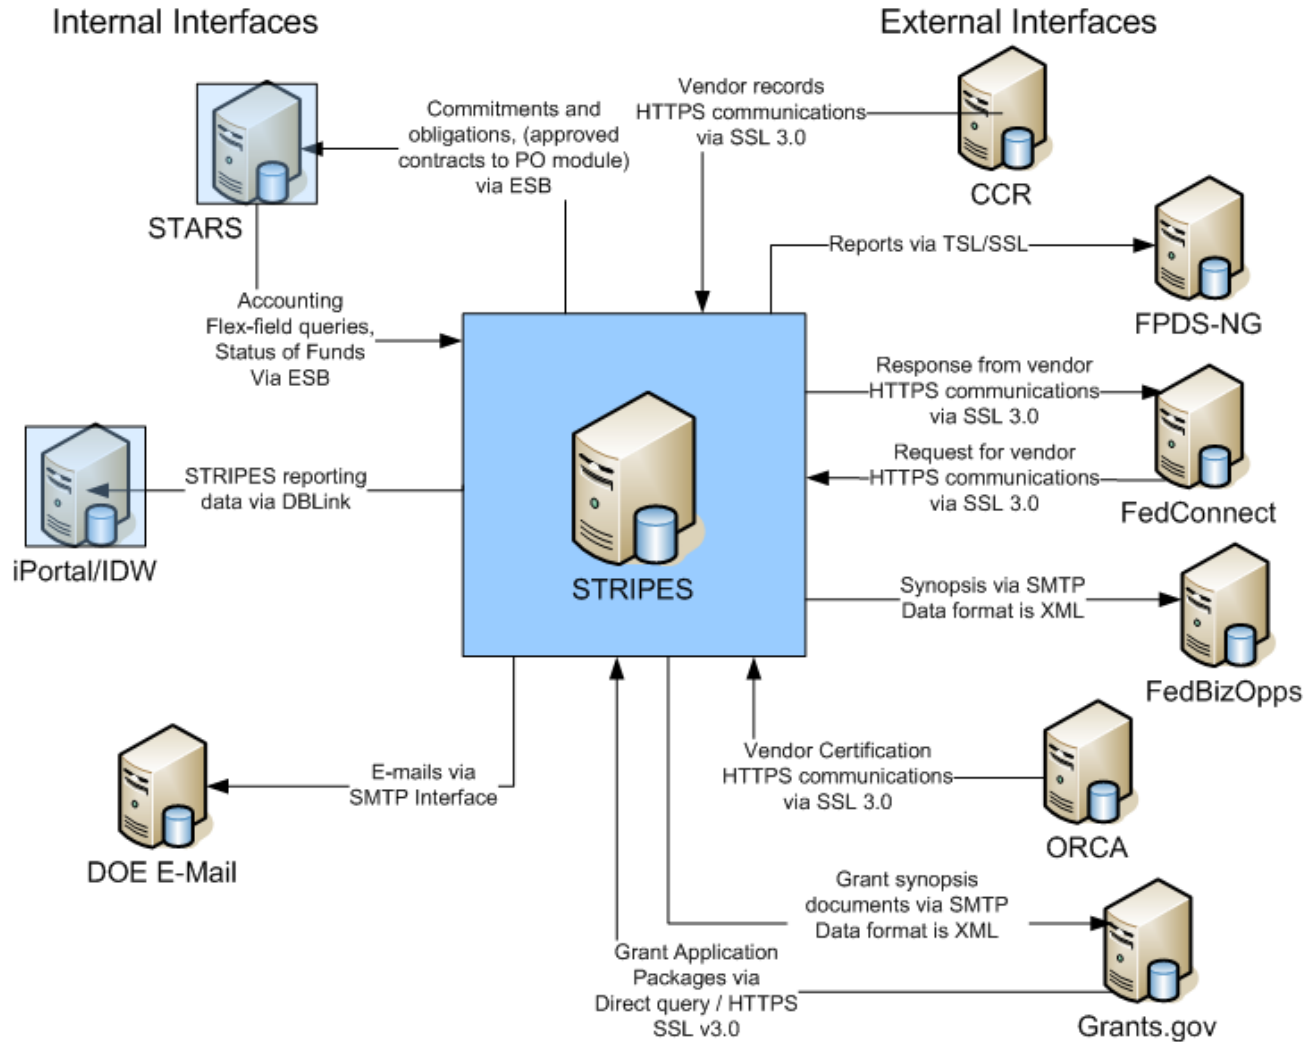 Internal Interfaces
External Interfaces
Commitments and
obligations, (approved
contracts to PO module)
via ESB
STARS
Accounting
Flex-field queries,
Status of Funds
Via ESB
STRIPES reporting
data via DBLink
iPortal/IDW
E-mails via
SMTP Interface
DOE E-Mail
STRIPES
Vendor records
HTTPS communications
via SSL 3.0
CCR
Reports via TSL/SSL
FPDS-NG
Response from vendor
HTTPS communications
via SSL 3.0
Request for vendor
HTTPS communications
via SSL 3.0
FedConnect
Synopsis via SMTP
Data format is XML
FedBizOpps
Vendor Certification
HTTPS communications
via SSL 3.0
ORCA
Grant synopsis
documents via SMTP
Data format is XML
Grant Application
Packages via
Direct query / HTTPS
SSL v3.0
Grants.gov